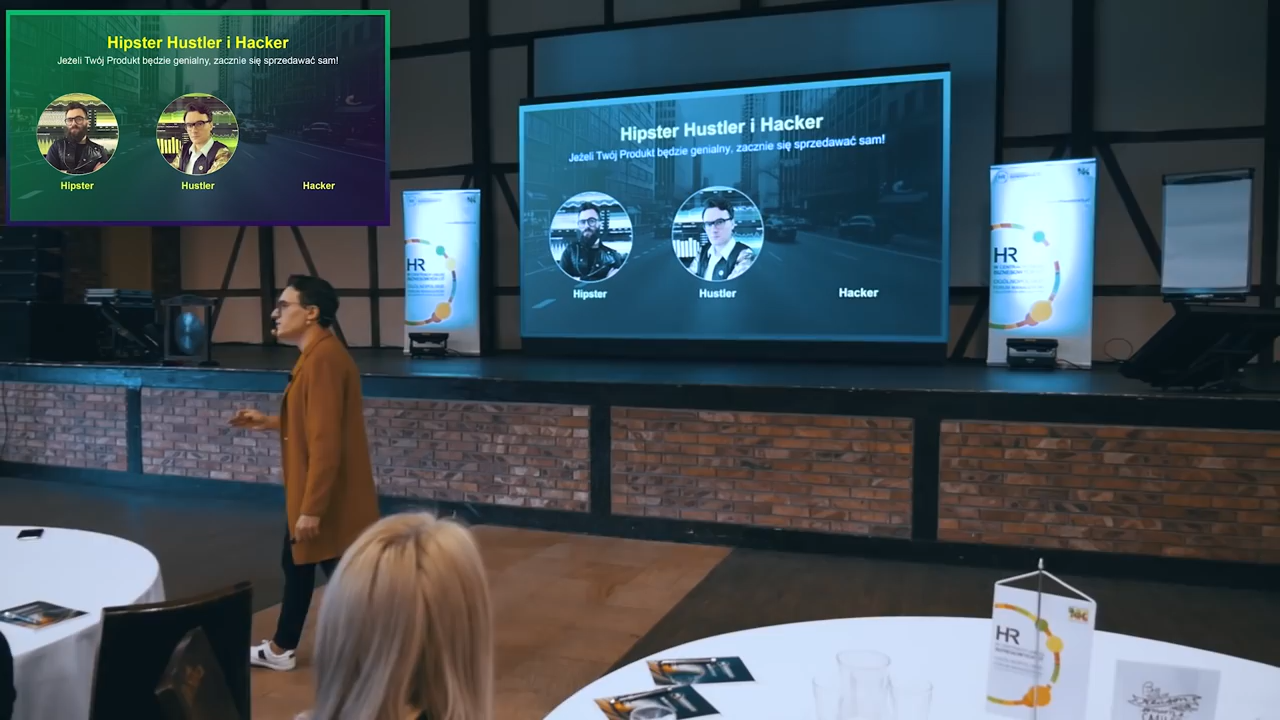 Hipster Hustler i Hacker
Jeżeli Twój Produkt będzie genialny, zacznie się sprzedawać sam!
Hipster
Hustler
Hacker
Hipster Hustler i Hacker
Jeżeli Twój Produkt będzie genialny, zacznie się sprzedawać sam!
Hipster
Hustler
Hacker
HR
HR
HR